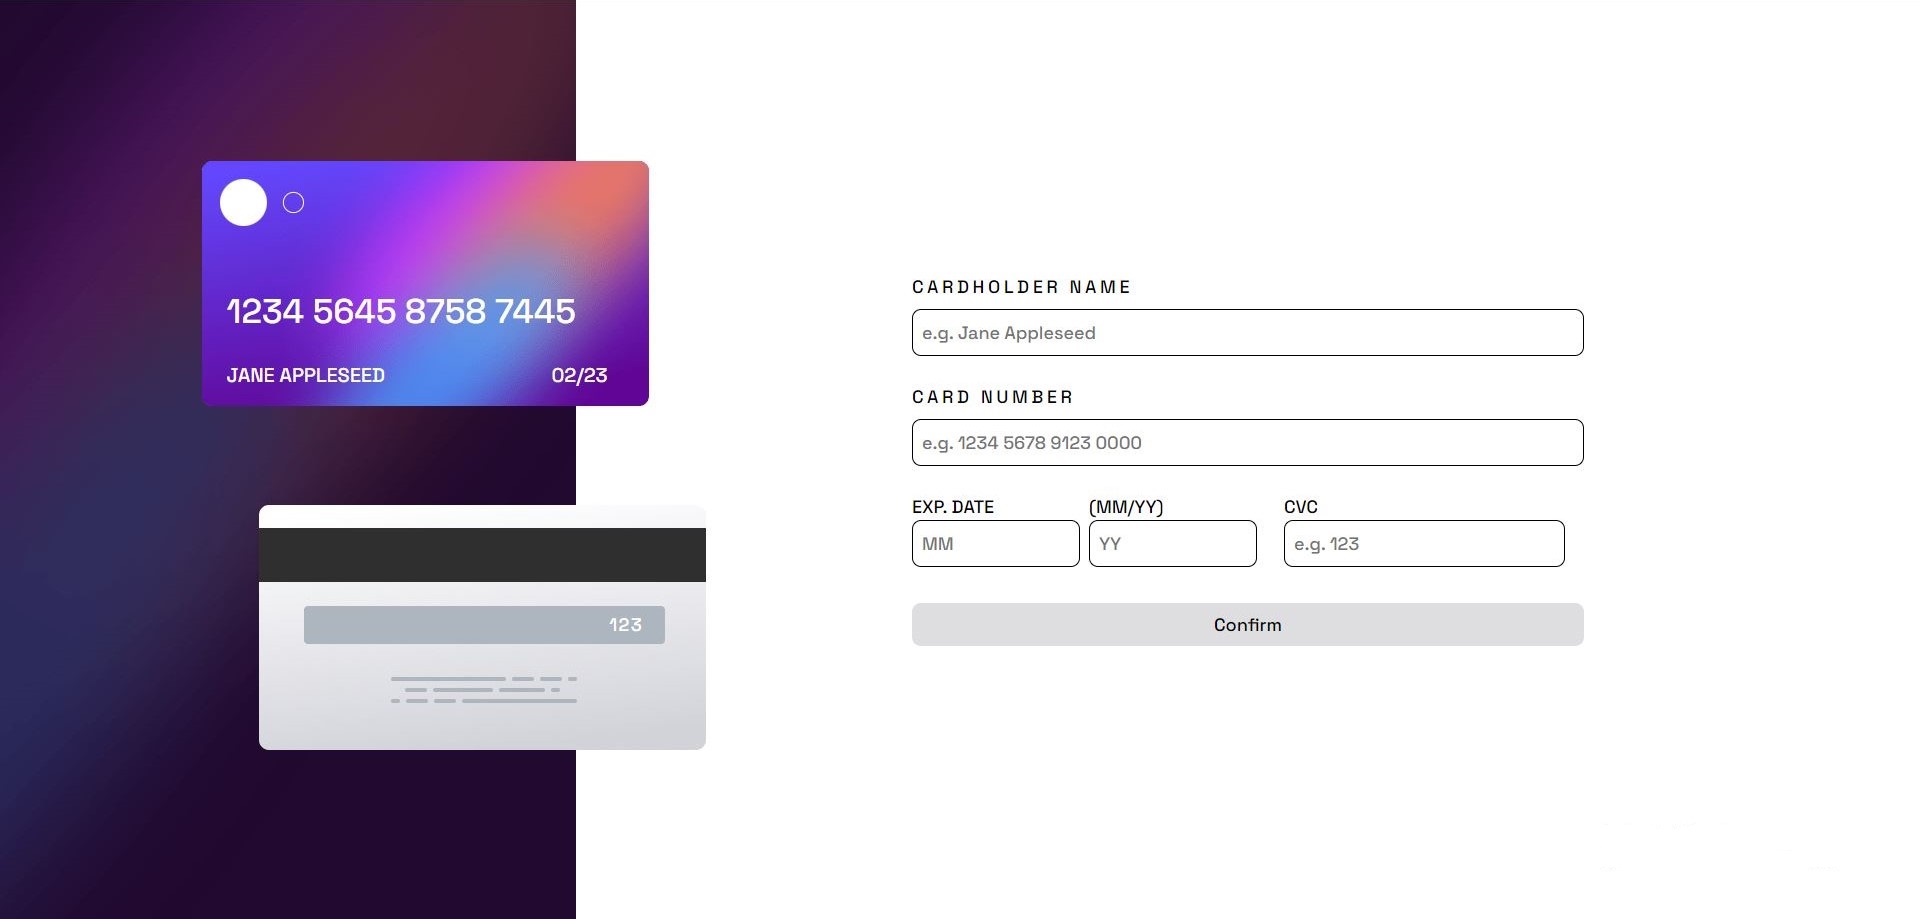 1234 5645 8758 7445
JANE APPLESEED 02/23
123
CARDHOLDER NAME
e.g. Jane Appleseed
CARD NUMBER
e.g. 1234 5678 9123 0000
EXP. DATE (MM/YY) CVC
MM YY e.g. 123
Confirm